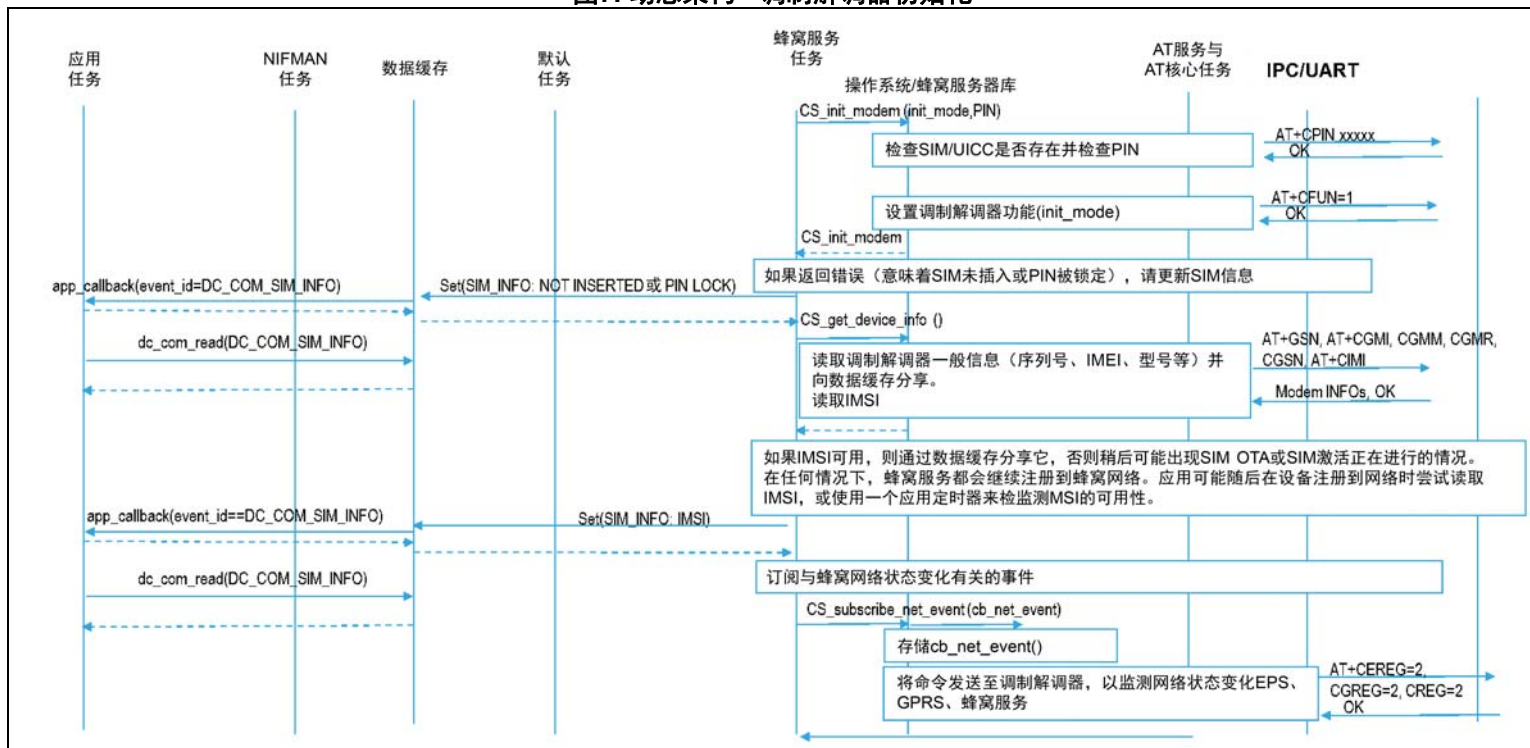 应用
任务
NIFMAN
任务
数据缓存
默认
任务
蜂窝服务
任务
操作系统/蜂窝服务器库
AT服务与
AT核心任务
IPC/UART
CS_init_modem (init_mode,PIN)
检查SIM/UICC是否存在并检查PIN
AT+CPIN xxxxx
OK
设置调制解调器功能(init_mode)
AT+CFUN=1
OK
CS_init_modem
如果返回错误（意味着SIM未插入或PIN被锁定），请更新SIM信息
app_callback(event_id=DC_COM_SIM_INFO)
Set(SIM_INFO: NOT INSERTED 或 PIN LOCK)
CS_get_device_info ()
dc_com_read(DC_COM_SIM_INFO)
读取调制解调器一般信息（序列号、IMEI、型号等）并
向数据缓存分享。
读取IMSI
AT+GSN, AT+CGMI, CGMM, CGMR,
CGSN, AT+CIMI
Modem INFOs, OK
如果IMSI可用，则通过数据缓存分享它，否则稍后可能出现SIM OTA或SIM激活正在进行的情况。
在任何情况下，蜂窝服务都会继续注册到蜂窝网络。应用可能随后在设备注册到网络时尝试读取
IMSI，或使用一个应用定时器来检监测MSI的可用性。
app_callback(event_id==DC_COM_SIM_INFO)
Set(SIM_INFO: IMSI)
dc_com_read(DC_COM_SIM_INFO)
订阅与蜂窝网络状态变化有关的事件
CS_subscribe_net_event(cb_net_event)
存储cb_net_event()
将命令发送至调制解调器，以监测网络状态变化EPS、
GPRS、蜂窝服务
AT+CEREG=2,
CGREG=2, CREG=2
OK